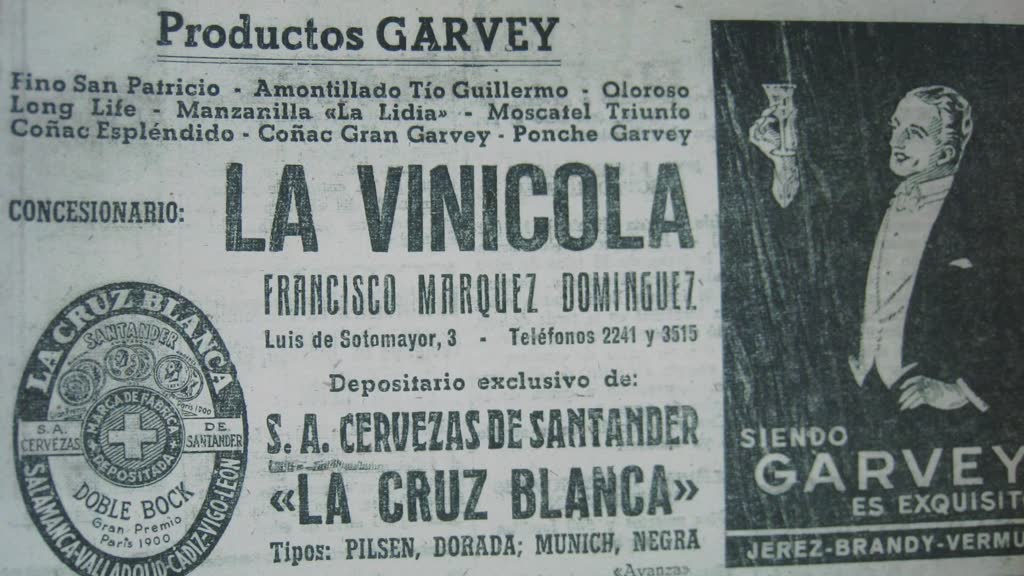 Productos GARVEY
Fino San Patricio - Amontillado Tío Guillermo - Oloroso
Long Life - Manzanilla «La Lidia» - Moscatel Triunfo
Coñac Espléndido - Coñac Gran Garvey - Ponche Garvey
CONCESIONARIO:
LA VINICOLA
FRANCISCO MARQUEZ DOMINGUEZ
Luis de Sotomayor, 3 - Teléfonos 2241 y 3515
Depositario exclusivo de:
S. A. CERVEZAS DE SANTANDER
«LA CRUZ BLANCA»
Tipos: PILSEN, DORADA; MUNICH, NEGRA
«Avanza»
LA CRUZ BLANCA
SANTANDER
París 1900
MARCA DE FABRICA
DEPOSITADA
S. A. CERVEZAS
DE SANTANDER
DOBLE BOCK
Gran Premio
París 1900
SALAMANCA-VALLADOLID-CADIZ-VIGO-LEON
SIENDO
GARVEY
ES EXQUISIT
JEREZ-BRANDY-VERMU